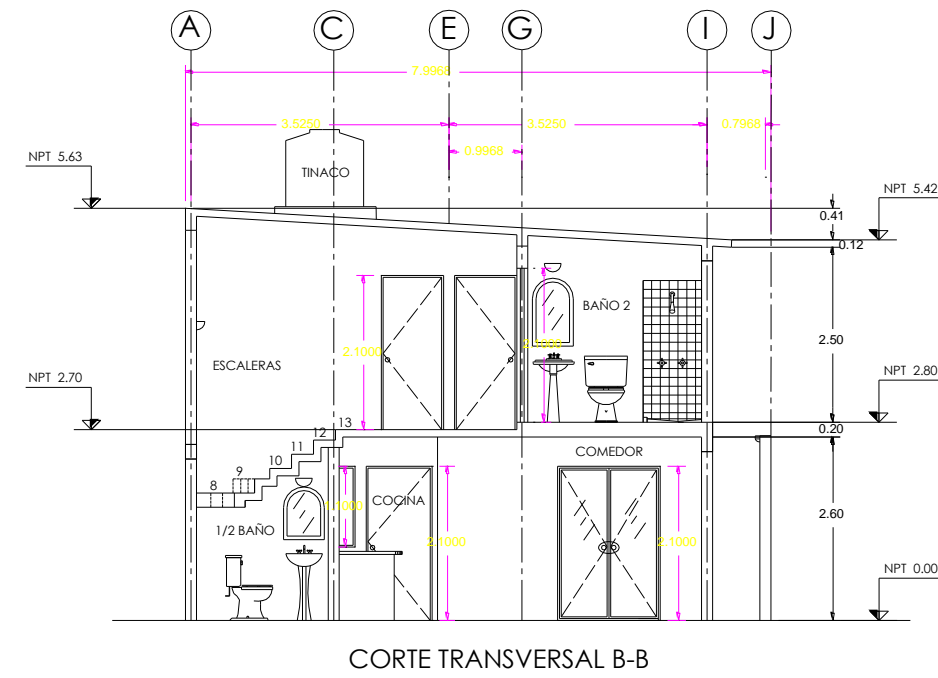 A C E G I J
7.9968
3.5250 3.5250 0.7968
0.9968
TINACO
NPT 5.63
NPT 5.42
0.41
0.12
BAÑO 2
2.1000
2.50
ESCALERAS
NPT 2.70
NPT 2.80
0.20
13
12
11
10
9
8
COMEDOR
COCINA
1/2 BAÑO
2.1000 2.1000
2.60
NPT 0.00
CORTE TRANSVERSAL B-B